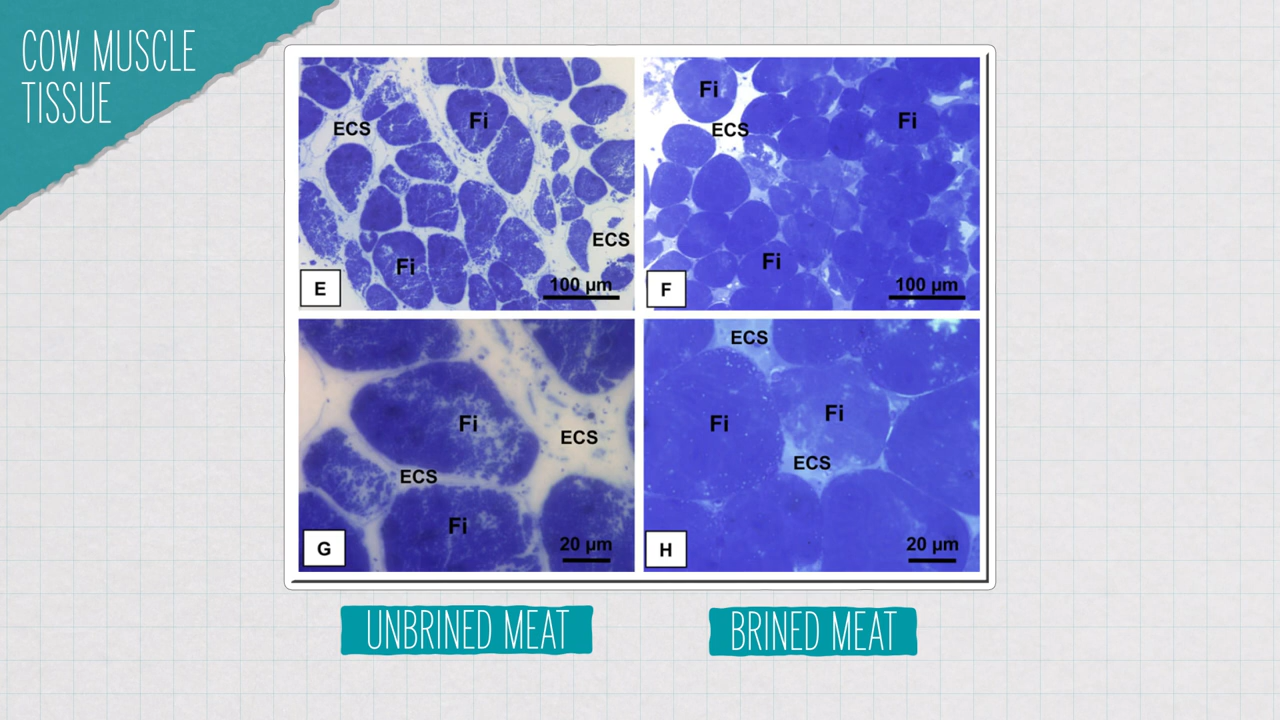 COW MUSCLE
TISSUE
ECS
Fi
ECS
Fi
100 µm
E
Fi
ECS
Fi
Fi
100 µm
F
Fi
ECS
ECS
Fi
20 µm
G
ECS
Fi
Fi
ECS
20 µm
H
UNBRINED MEAT
BRINED MEAT